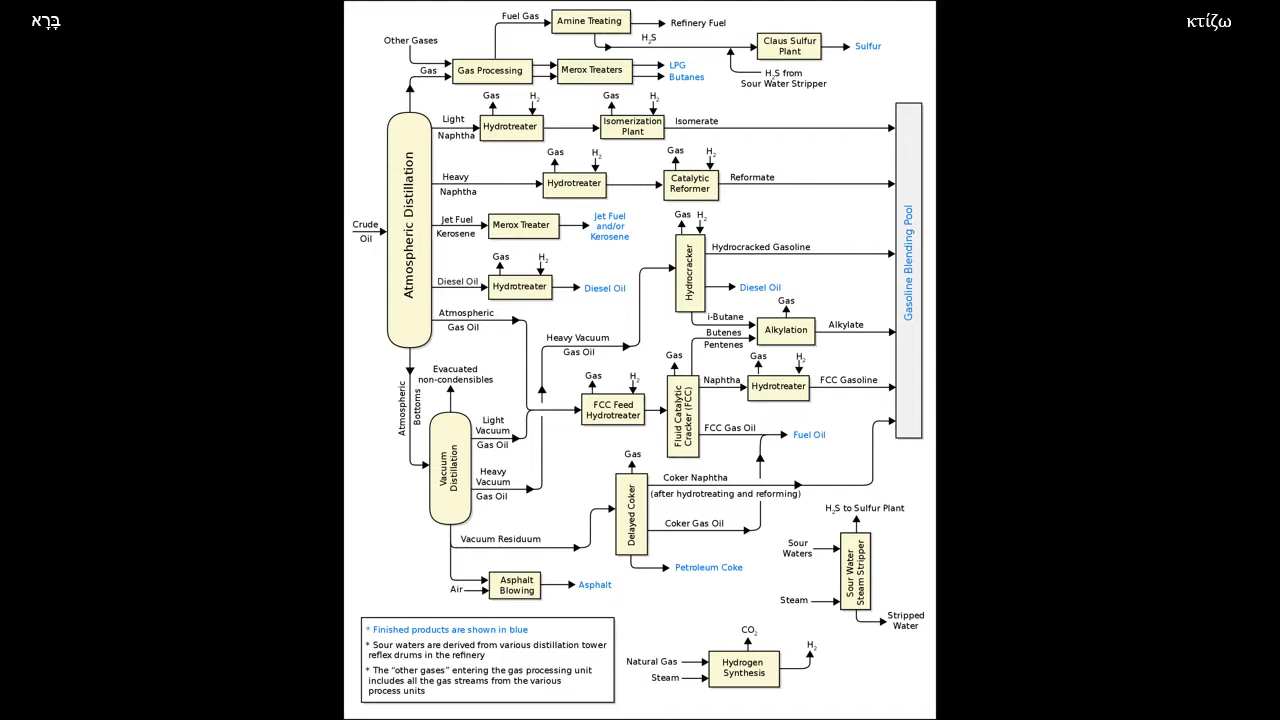 בָּרָא
κτίζω
Fuel Gas
Amine Treating
Refinery Fuel
Other Gases
H₂S
Claus Sulfur
Plant
Sulfur
Gas
Gas Processing
Merox Treaters
LPG
Butanes
H₂S from
Sour Water Stripper
Gas
H₂
Gas
H₂
Light
Naphtha
Hydrotreater
Isomerization
Plant
Isomerate
Gas
H₂
Gas
H₂
Heavy
Naphtha
Hydrotreater
Catalytic
Reformer
Reformate
Atmospheric Distillation
Crude
Oil
Jet Fuel
Kerosene
Merox Treater
Jet Fuel
and/or
Kerosene
Gas
H₂
Hydrocracker
Hydrocracked Gasoline
Gasoline Blending Pool
Gas
H₂
Diesel Oil
Hydrotreater
Diesel Oil
Diesel Oil
Atmospheric
Gas Oil
i-Butane
Butenes
Pentenes
Gas
Alkylation
Alkylate
Heavy Vacuum
Gas Oil
Atmospheric
Bottoms
Evacuated
non-condensibles
Gas
H₂
FCC Feed
Hydrotreater
Gas
Fluid Catalytic
Cracker (FCC)
Naphtha
Gas
H₂
Hydrotreater
FCC Gasoline
Light
Vacuum
Gas Oil
FCC Gas Oil
Fuel Oil
Vacuum
Distillation
Heavy
Vacuum
Gas Oil
Gas
Delayed Coker
Coker Naphtha
(after hydrotreating and reforming)
Coker Gas Oil
Vacuum Residuum
Petroleum Coke
Air
Asphalt
Blowing
Asphalt
H₂S to Sulfur Plant
Sour
Waters
Sour Water
Steam Stripper
Steam
Stripped
Water
* Finished products are shown in blue
* Sour waters are derived from various distillation tower
reflex drums in the refinery
* The “other gases” entering the gas processing unit
includes all the gas streams from the various
process units
CO₂
H₂
Natural Gas
Steam
Hydrogen
Synthesis